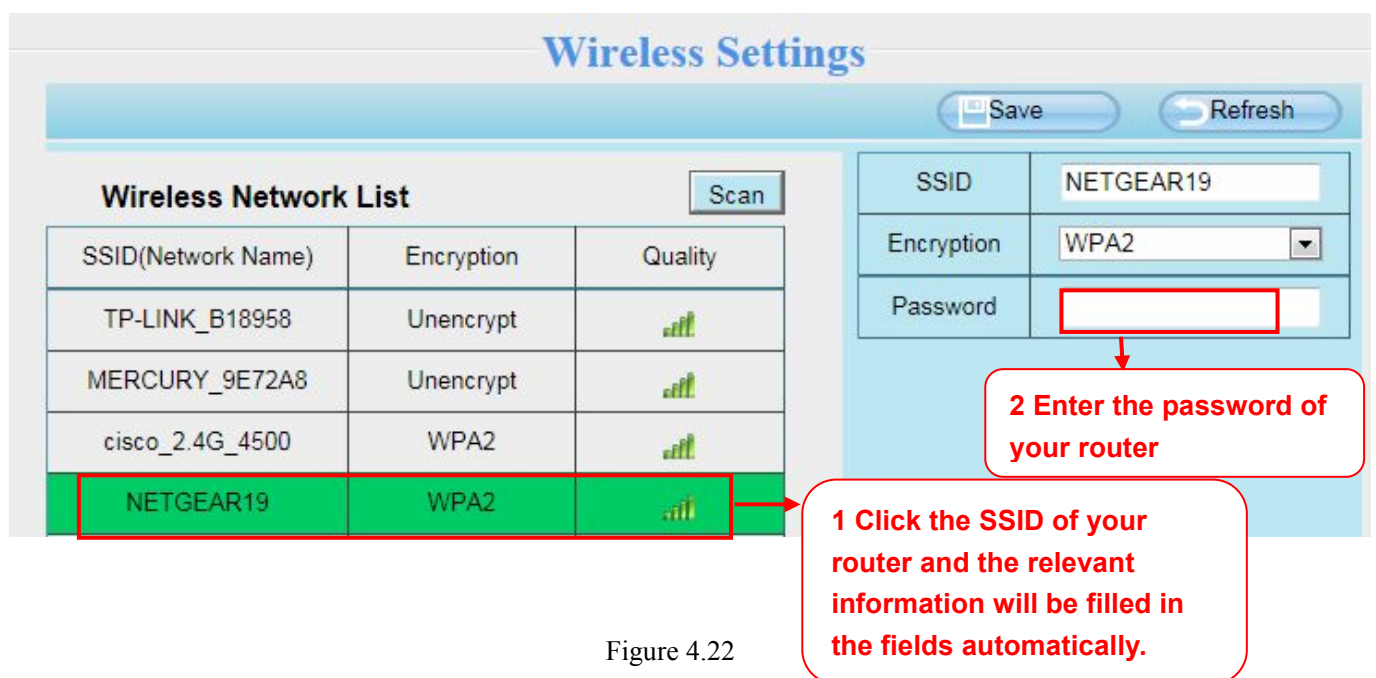 Wireless Settings
Save Refresh
Wireless Network List Scan
SSID(Network Name) Encryption Quality
TP-LINK_B18958 Unencrypt
MERCURY_9E72A8 Unencrypt
cisco_2.4G_4500 WPA2
NETGEAR19 WPA2
SSID NETGEAR19
Encryption WPA2
Password
2 Enter the password of
your router
1 Click the SSID of your
router and the relevant
information will be filled in
the fields automatically.
Figure 4.22